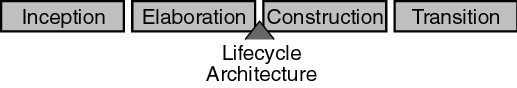 Inception Elaboration Construction Transition
Lifecycle
Architecture